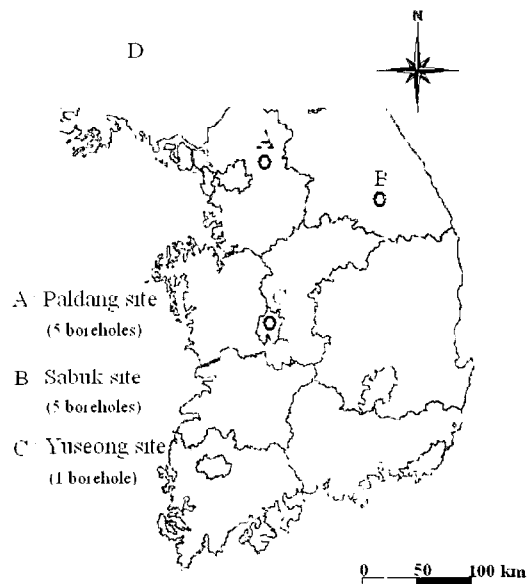 N
D
A
B
C
A Paldang site
(5 boreholes)
B Sabuk site
(5 boreholes)
C Yuseong site
(1 borehole)
0 50 100 km